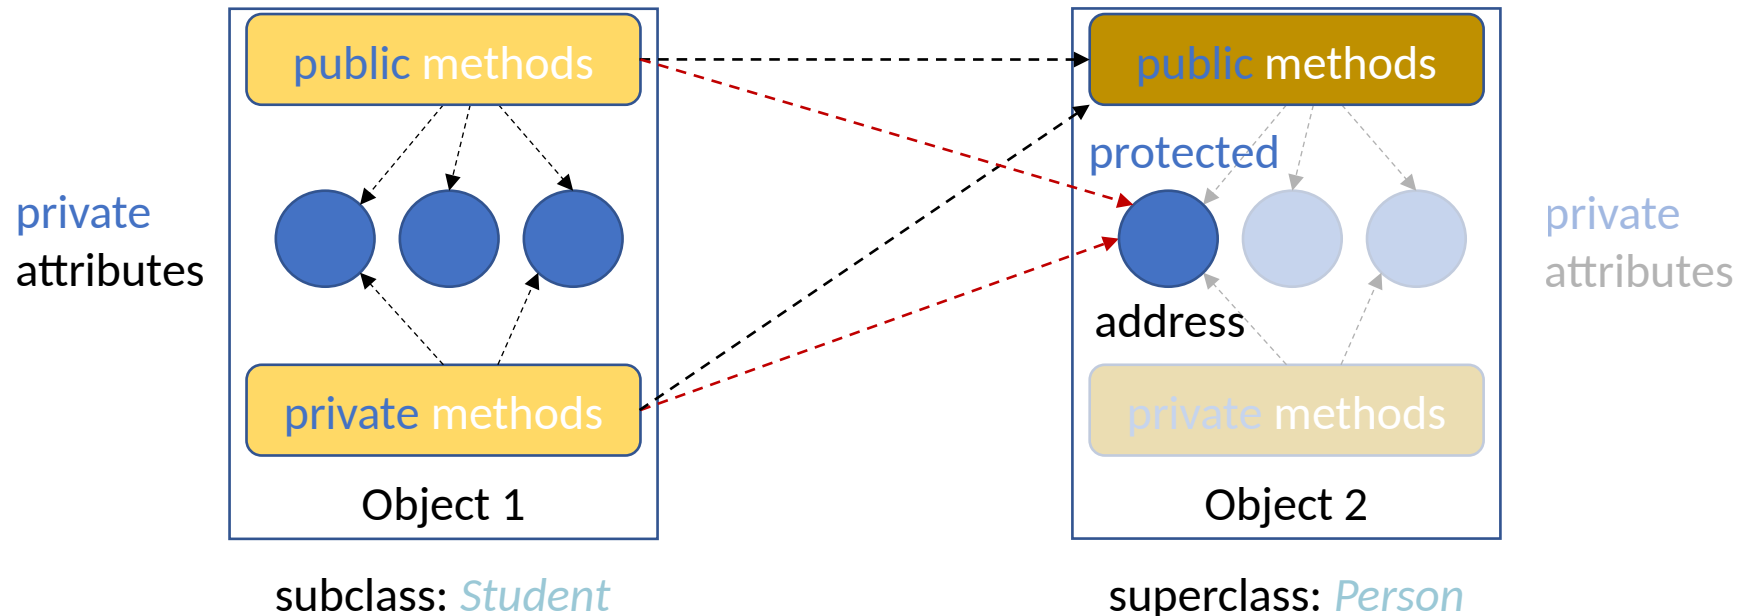 public methods
public methods
protected
private
attributes
private
attributes
address
private methods
private methods
Object 1
Object 2
subclass: Student
superclass: Person